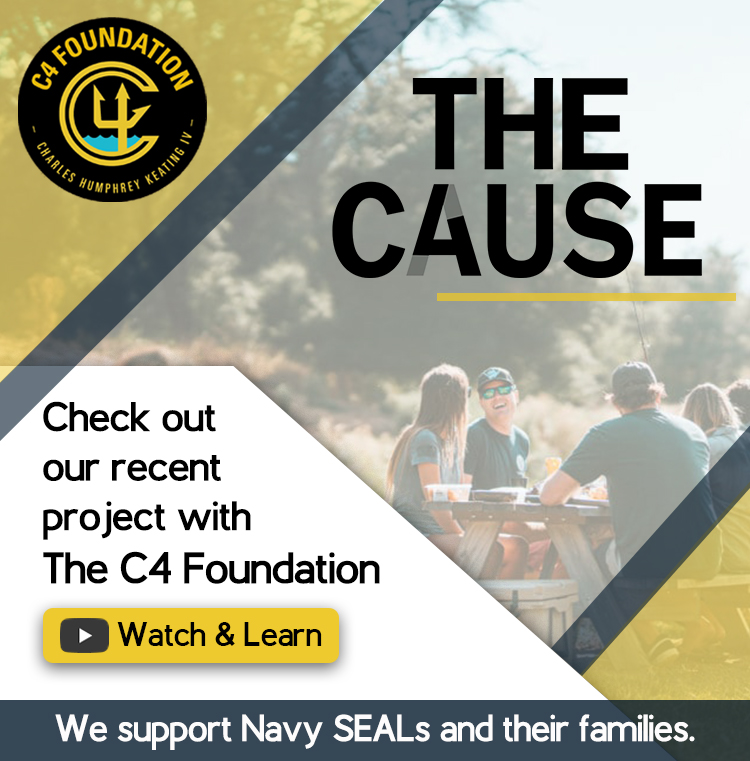 C4 FOUNDATION
C4
- CHARLES HUMPHREY KEATING IV -
THE
CAUSE
Check out
our recent
project with
The C4 Foundation
Watch & Learn
We support Navy SEALs and their families.